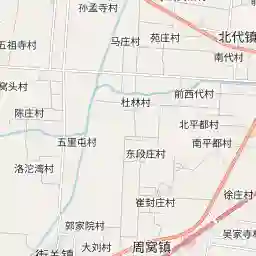 孙孟寺村
马庄村
苑庄村
北代镇
五祖寺村
南代村
窝头村
前西代村
杜林村
陈庄村
北平都村
五里屯村
南平都村
东段庄村
洛沱湾村
徐庄村
崔封庄村
郭家院村
吴家寺村
大刘村
周窝镇
街关镇